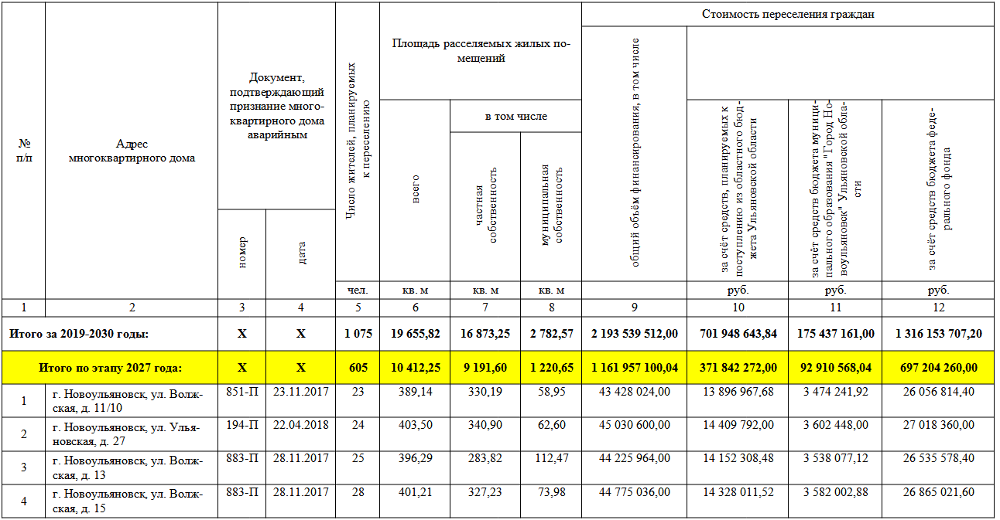 №
п/п
Адрес
многоквартирного дома
Документ,
подтверждающий
признание много-
квартирного дома
аварийным
номер
дата
Число жителей, планируемых
к переселению
чел.
Площадь расселяемых жилых по-
мещений
всего
в том числе
частная
собственность
муниципальная
собственность
кв. м
кв. м
кв. м
Стоимость переселения граждан
общий объём финансирования, в том числе
за счёт средств, планируемых к
поступлению из областного бюд-
жета Ульяновской области
за счёт средств бюджета муници-
пального образования "Город Но-
воульяновск" Ульяновской обла-
сти
за счёт средств бюджета феде-
рального фонда
руб.
руб.
руб.
1 2 3 4 5 6 7 8 9 10 11 12
Итого за 2019-2030 годы: X X 1 075 19 655,82 16 873,25 2 782,57 2 193 539 512,00 701 948 643,84 175 437 161,00 1 316 153 707,20
Итого по этапу 2027 года: X X 605 10 412,25 9 191,60 1 220,65 1 161 957 100,04 371 842 272,00 92 910 568,04 697 204 260,00
1 г. Новоульяновск, ул. Волж- 851-П 23.11.2017 23 389,14 330,19 58,95 43 428 024,00 13 896 967,68 3 474 241,92 26 056 814,40
ская, д. 11/10
2 г. Новоульяновск, ул. Улья- 194-П 22.04.2018 24 403,50 340,90 62,60 45 030 600,00 14 409 792,00 3 602 448,00 27 018 360,00
новская, д. 27
3 г. Новоульяновск, ул. Волж- 883-П 28.11.2017 25 396,29 283,82 112,47 44 225 964,00 14 152 308,48 3 538 077,12 26 535 578,40
ская, д. 13
4 г. Новоульяновск, ул. Волж- 883-П 28.11.2017 28 401,21 327,23 73,98 44 775 036,00 14 328 011,52 3 582 002,88 26 865 021,60
ская, д. 15